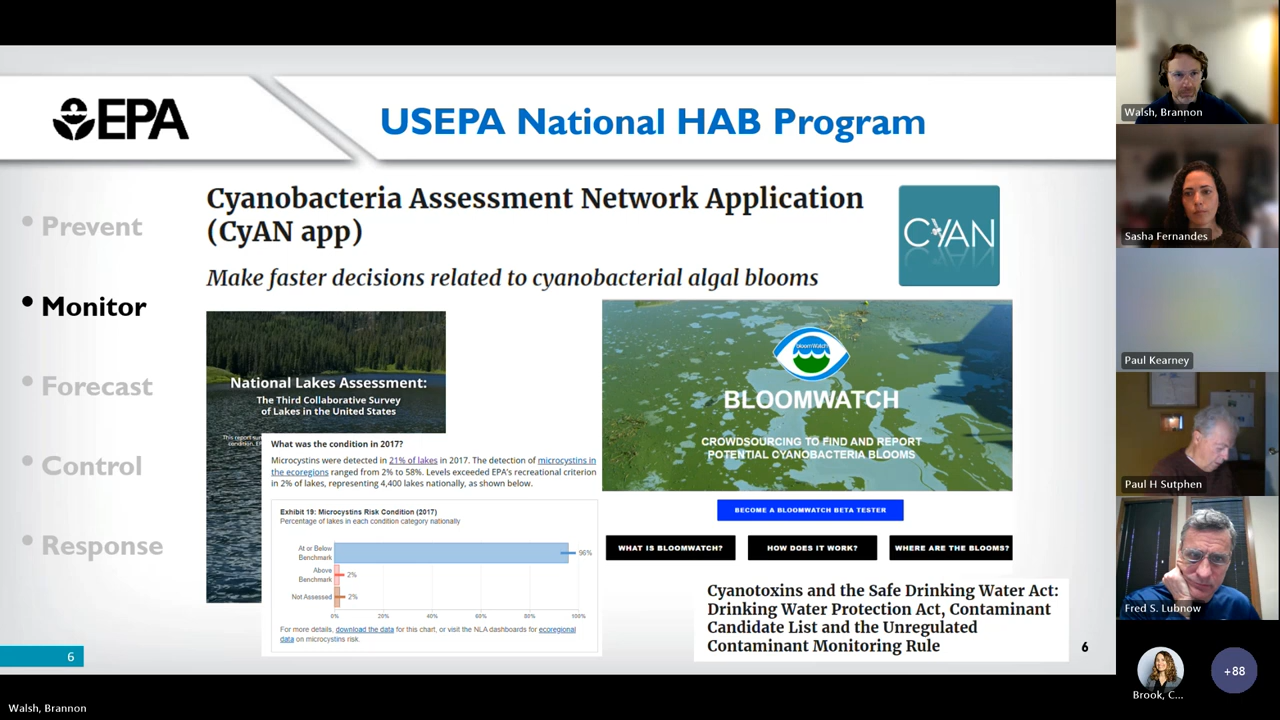 EPA
USEPA National HAB Program
• Prevent
• Monitor
• Forecast
• Control
• Response
Cyanobacteria Assessment Network Application
(CyAN app)
Make faster decisions related to cyanobacterial algal blooms
CYAN
National Lakes Assessment:
The Third Collaborative Survey
of Lakes in the United States
What was the condition in 2017?
Microcystins were detected in 21% of lakes in 2017. The detection of microcystins in
the ecoregions ranged from 2% to 58%. Levels exceeded EPA's recreational criterion
in 2% of lakes, representing 4,400 lakes nationally, as shown below.
Exhibit 19: Microcystins Risk Condition (2017)
Percentage of lakes in each condition category nationally
At or Below
Benchmark
96%
Above
Benchmark
2%
Not Assessed
2%
0% 20% 40% 60% 80% 100%
For more details, download the data for this chart, or visit the NLA dashboards for ecoregional
data on microcystins risk.
bloomWatch
BLOOMWATCH
CROWDSOURCING TO FIND AND REPORT
POTENTIAL CYANOBACTERIA BLOOMS
BECOME A BLOOMWATCH BETA TESTER
WHAT IS BLOOMWATCH?
HOW DOES IT WORK?
WHERE ARE THE BLOOMS?
Cyanotoxins and the Safe Drinking Water Act:
Drinking Water Protection Act, Contaminant
Candidate List and the Unregulated
Contaminant Monitoring Rule
6
6
Walsh, Brannon
Walsh, Brannon
Sasha Fernandes
Paul Kearney
Paul H Sutphen
Fred S. Lubnow
Brook, C...
+88